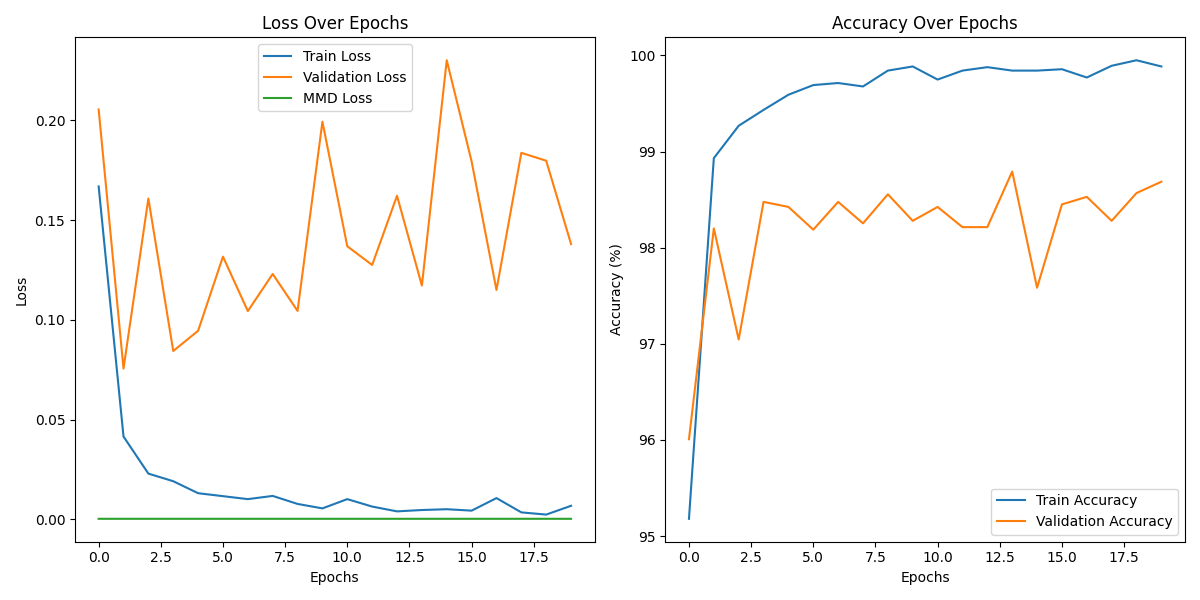 Loss Over Epochs
Train Loss
Validation Loss
MMD Loss
0.20
0.15
0.10
0.05
0.00
Loss
0.0 2.5 5.0 7.5 10.0 12.5 15.0 17.5
Epochs
Accuracy Over Epochs
100
99
98
97
96
95
Accuracy (%)
Train Accuracy
Validation Accuracy
0.0 2.5 5.0 7.5 10.0 12.5 15.0 17.5
Epochs